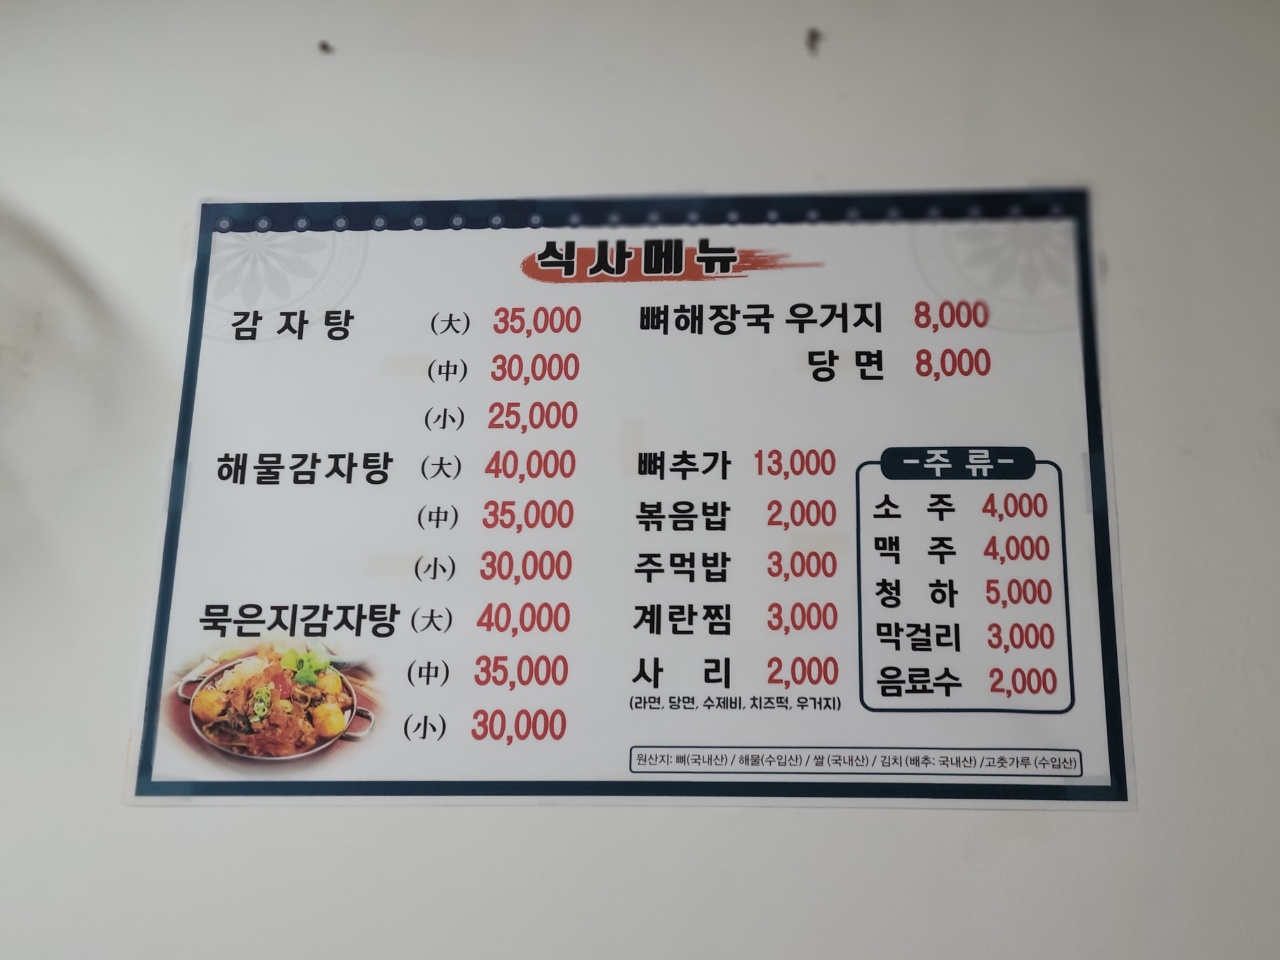 식사메뉴
감자탕 (大) 35,000
(中) 30,000
(小) 25,000
해물감자탕 (大) 40,000
(中) 35,000
(小) 30,000
묵은지감자탕 (大) 40,000
(中) 35,000
(小) 30,000
뼈해장국 우거지 8,000
당면 8,000
뼈추가 13,000
볶음밥 2,000
주먹밥 3,000
계란찜 3,000
사리 2,000
(라면, 당면, 수제비, 치즈떡, 우거지)
-주류-
소주 4,000
맥주 4,000
청하 5,000
막걸리 3,000
음료수 2,000
원산지: 뼈(국내산) / 해물(수입산) / 쌀 (국내산) / 김치 (배추: 국내산) /고춧가루 (수입산)